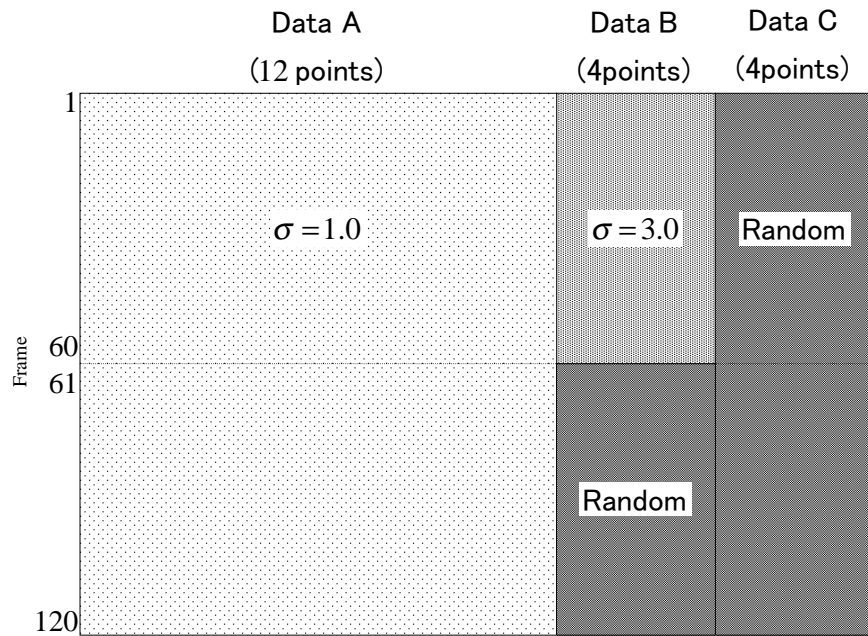 Data A
(12 points)
Data B
(4points)
Data C
(4points)
1
σ = 1.0
σ = 3.0
Random
Frame
60
61
Random
120